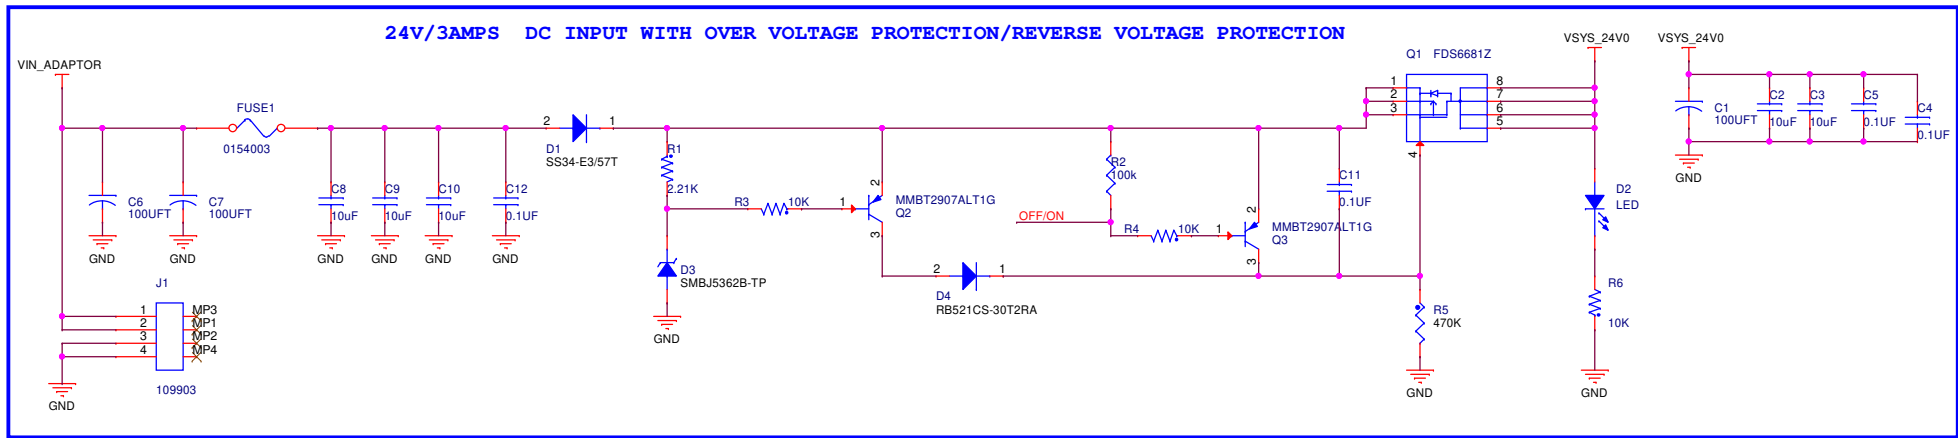 24V/3AMPS DC INPUT WITH OVER VOLTAGE PROTECTION/REVERSE VOLTAGE PROTECTION
VIN_ADAPTOR
FUSE1
0154003
C6
100UFT
GND
C7
100UFT
GND
C8
10uF
GND
C9
10uF
GND
C10
10uF
GND
C12
0.1UF
GND
2
1
D1
SS34-E3/57T
R1
2.21K
D3
SMBJ5362B-TP
GND
R3
10K
1
2
3
MMBT2907ALT1G
Q2
2
1
D4
RB521CS-30T2RA
R2
100k
OFF/ON
R4
10K
1
2
3
MMBT2907ALT1G
Q3
C11
0.1UF
Q1
FDS6681Z
1
2
3
4
8
7
6
5
R5
470K
GND
VSYS_24V0
D2
LED
R6
10K
GND
VSYS_24V0
C1
100UFT
C2
10uF
C3
10uF
C5
0.1UF
C4
0.1UF
GND
J1
1
2
3
4
MP3
MP1
MP2
MP4
109903
GND